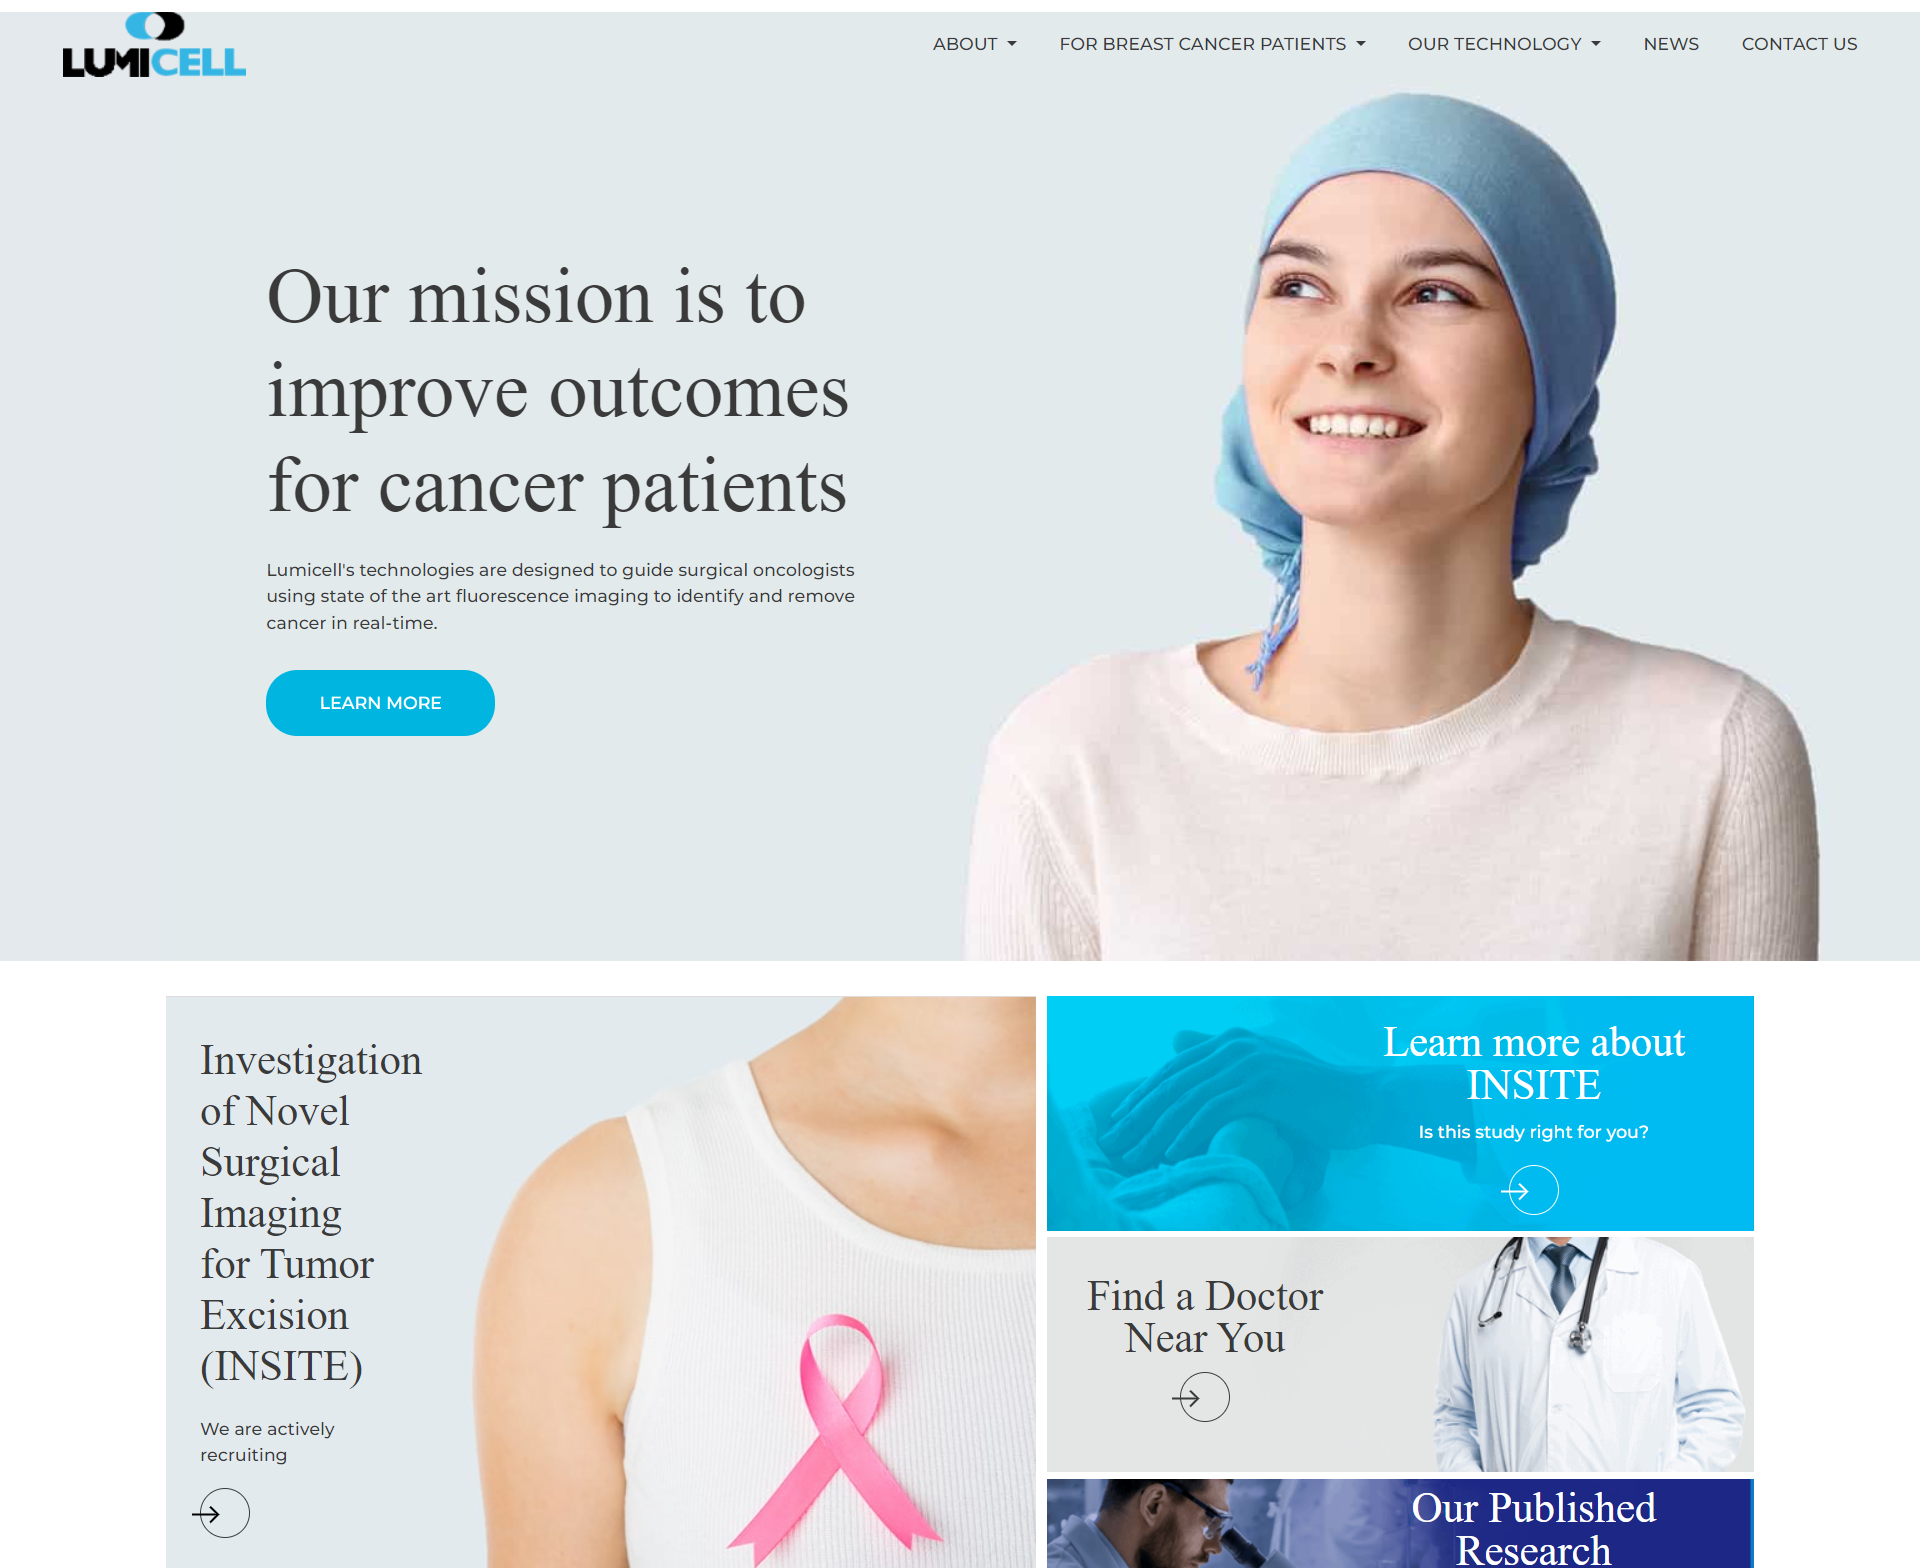 LUMICELL
ABOUT
FOR BREAST CANCER PATIENTS
OUR TECHNOLOGY
NEWS
CONTACT US
Our mission is to
improve outcomes
for cancer patients
Lumicell's technologies are designed to guide surgical oncologists
using state of the art fluorescence imaging to identify and remove
cancer in real-time.
LEARN MORE
Investigation
of Novel
Surgical
Imaging
for Tumor
Excision
(INSITE)
We are actively
recruiting
Learn more about
INSITE
Is this study right for you?
Find a Doctor
Near You
Our Published
Research